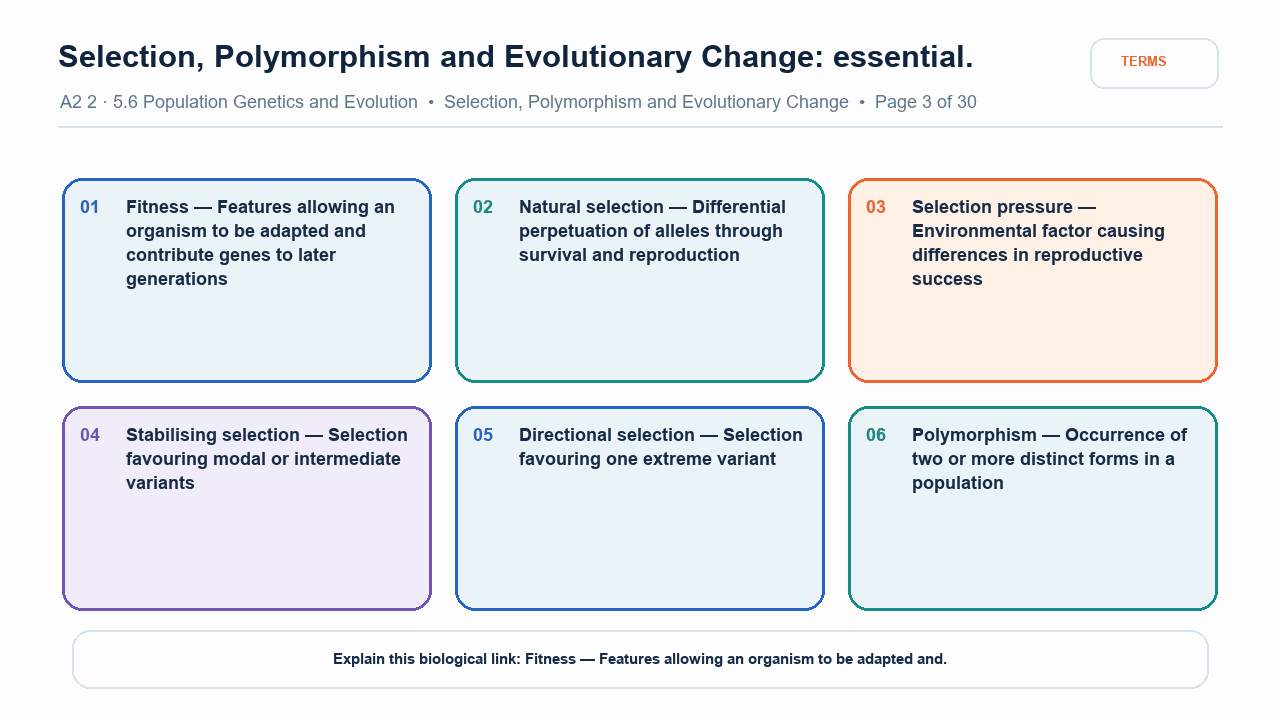 Selection, Polymorphism and Evolutionary Change: essential.
TERMS
A2 2 · 5.6 Population Genetics and Evolution • Selection, Polymorphism and Evolutionary Change • Page 3 of 30
01
Fitness — Features allowing an
organism to be adapted and
contribute genes to later
generations
02
Natural selection — Differential
perpetuation of alleles through
survival and reproduction
03
Selection pressure —
Environmental factor causing
differences in reproductive
success
04
Stabilising selection — Selection
favouring modal or intermediate
variants
05
Directional selection — Selection
favouring one extreme variant
06
Polymorphism — Occurrence of
two or more distinct forms in a
population
Explain this biological link: Fitness — Features allowing an organism to be adapted and.